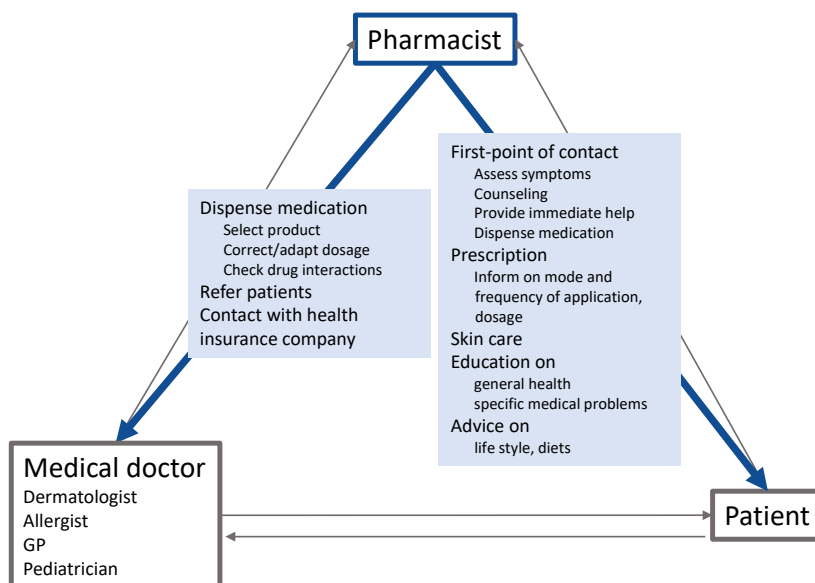 Pharmacist
Dispense medication
Select product
Correct/adapt dosage
Check drug interactions
Refer patients
Contact with health
insurance company
First-point of contact
Assess symptoms
Counseling
Provide immediate help
Dispense medication
Prescription
Inform on mode and
frequency of application,
dosage
Skin care
Education on
general health
specific medical problems
Advice on
life style, diets
Medical doctor
Dermatologist
Allergist
GP
Pediatrician
Patient